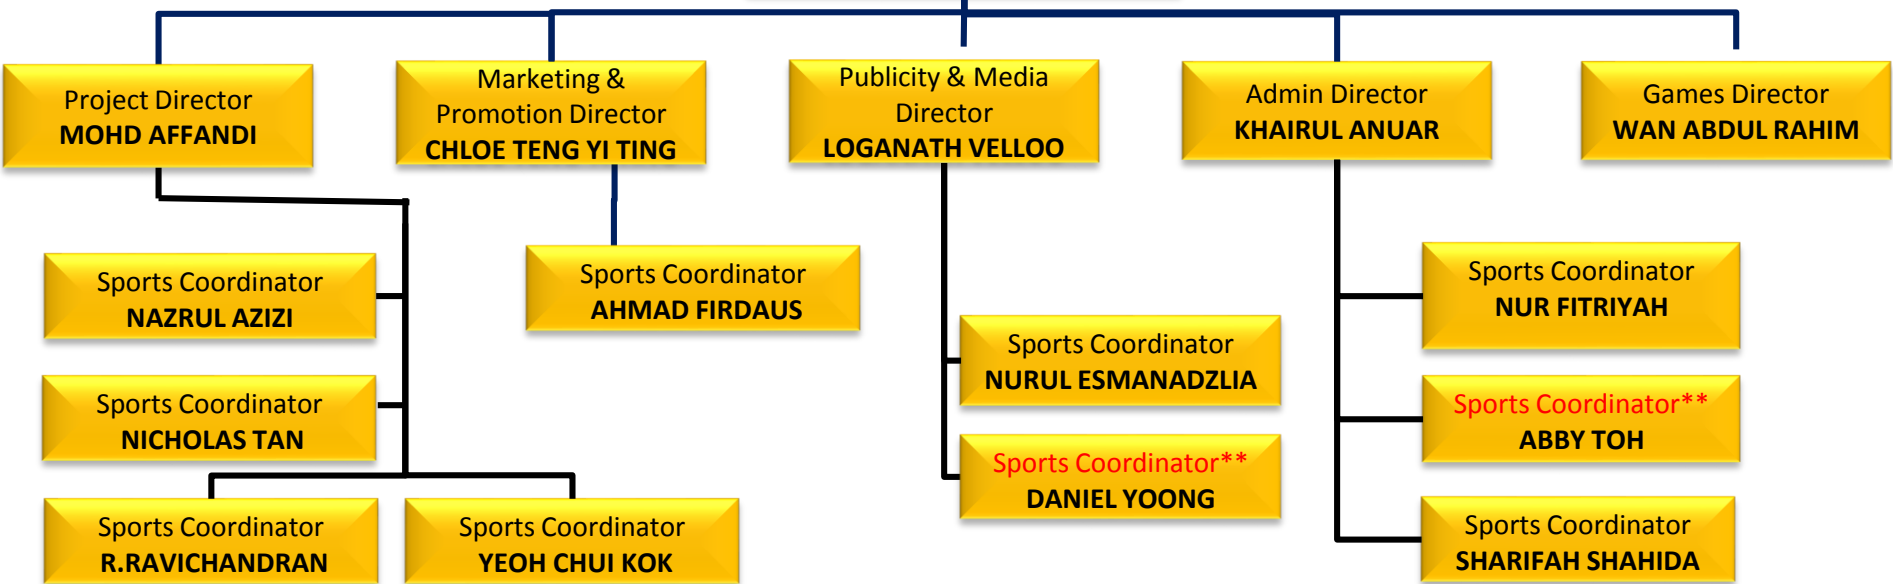 Project Director
MOHD AFFANDI
Marketing &
Promotion Director
CHLOE TENG YI TING
Publicity & Media
Director
LOGANATH VELLOO
Admin Director
KHAIRUL ANUAR
Games Director
WAN ABDUL RAHIM
Sports Coordinator
NAZRUL AZIZI
Sports Coordinator
NICHOLAS TAN
Sports Coordinator
R.RAVICHANDRAN
Sports Coordinator
YEOH CHUI KOK
Sports Coordinator
AHMAD FIRDAUS
Sports Coordinator
NURUL ESMANADZLIA
Sports Coordinator**
DANIEL YOONG
Sports Coordinator
NUR FITRIYAH
Sports Coordinator**
ABBY TOH
Sports Coordinator
SHARIFAH SHAHIDA